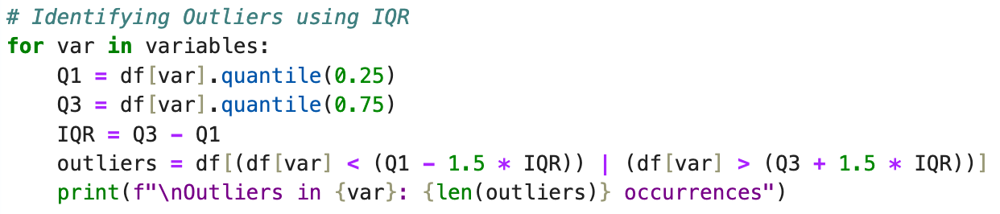 # Identifying Outliers using IQR
for var in variables:
    Q1 = df[var].quantile(0.25)
    Q3 = df[var].quantile(0.75)
    IQR = Q3 - Q1
    outliers = df[(df[var] < (Q1 - 1.5 * IQR)) | (df[var] > (Q3 + 1.5 * IQR))]
    print(f"\nOutliers in {var}: {len(outliers)} occurrences")